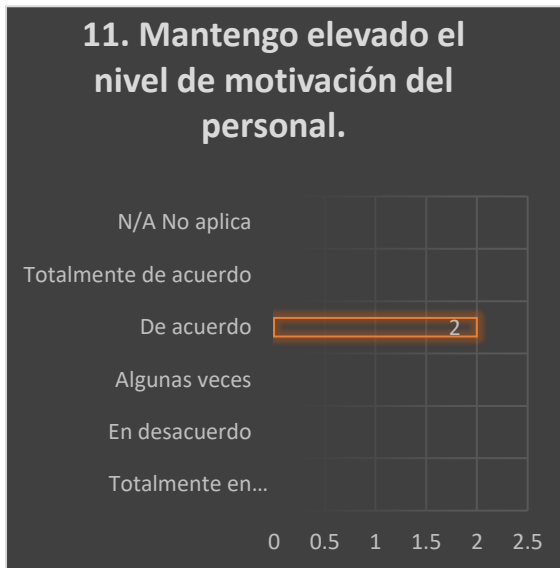 11. Mantengo elevado el
nivel de motivación del
personal.
N/A No aplica
Totalmente de acuerdo
De acuerdo
2
Algunas veces
En desacuerdo
Totalmente en…
0 0.5 1 1.5 2 2.5